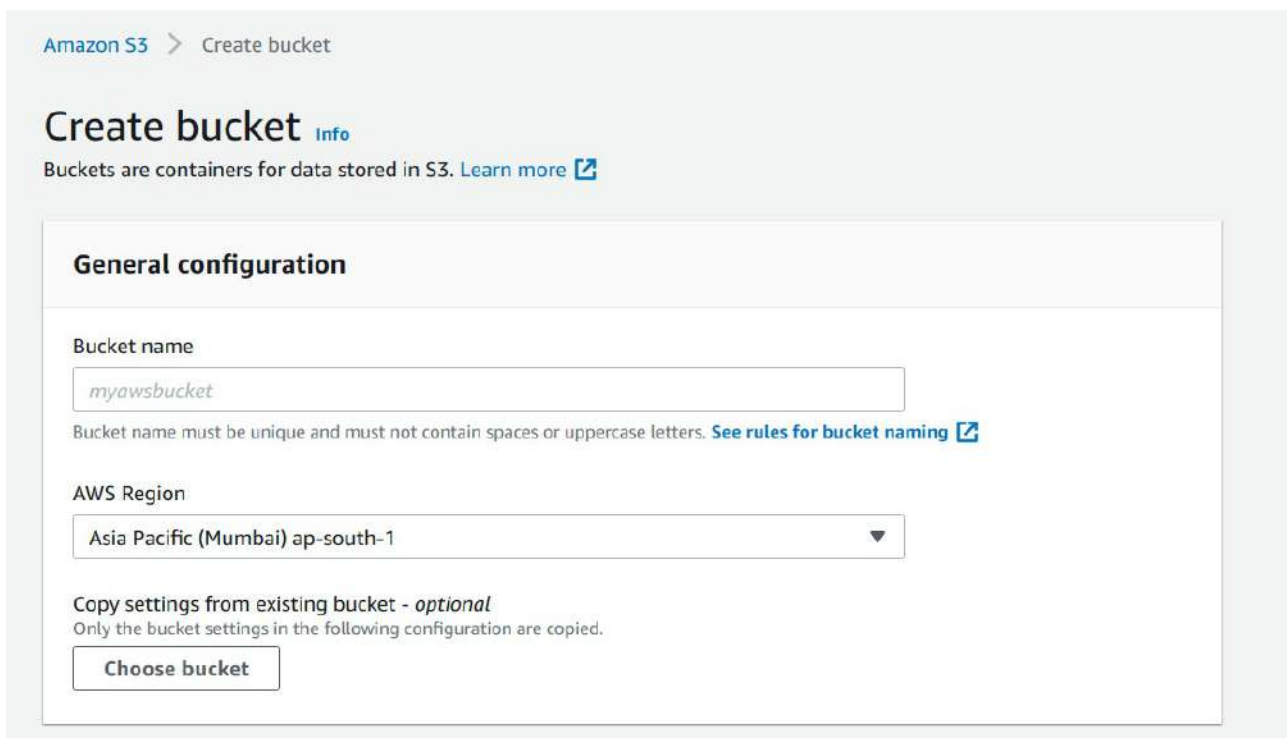 Amazon S3 > Create bucket
Create bucket Info
Buckets are containers for data stored in S3. Learn more
General configuration
Bucket name
myawsbucket
Bucket name must be unique and must not contain spaces or uppercase letters. See rules for bucket naming
AWS Region
Asia Pacific (Mumbai) ap-south-1
Copy settings from existing bucket - optional
Only the bucket settings in the following configuration are copied.
Choose bucket